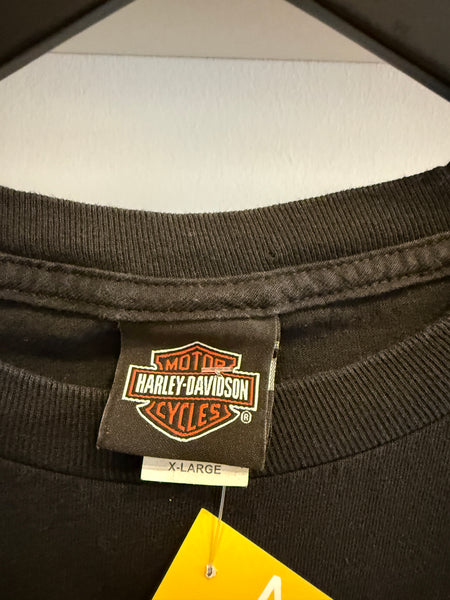 MOTOR
HARLEY-DAVIDSON
CYCLES
®
X-LARGE